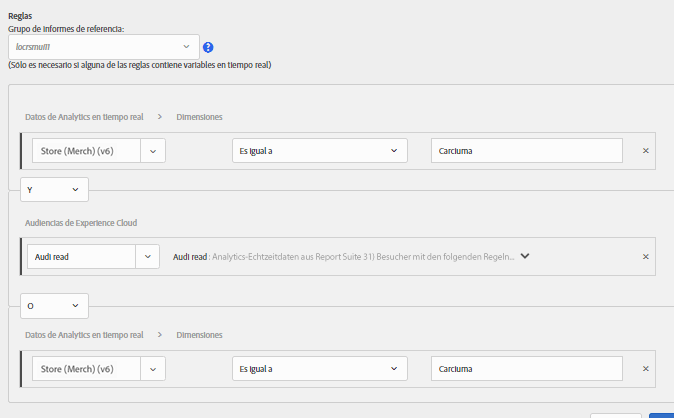 Reglas
Grupo de informes de referencia:
locrsmul11
(Sólo es necesario si alguna de las reglas contiene variables en tiempo real)
Datos de Analytics en tiempo real > Dimensiones
Store (Merch) (v6) Es igual a Carciuma
Y
Audiencias de Experience Cloud
Audi read Audi read : Analytics-Echtzeitdaten aus Report Suite 31) Besucher mit den folgenden Regeln...
O
Datos de Analytics en tiempo real > Dimensiones
Store (Merch) (v6) Es igual a Carciuma